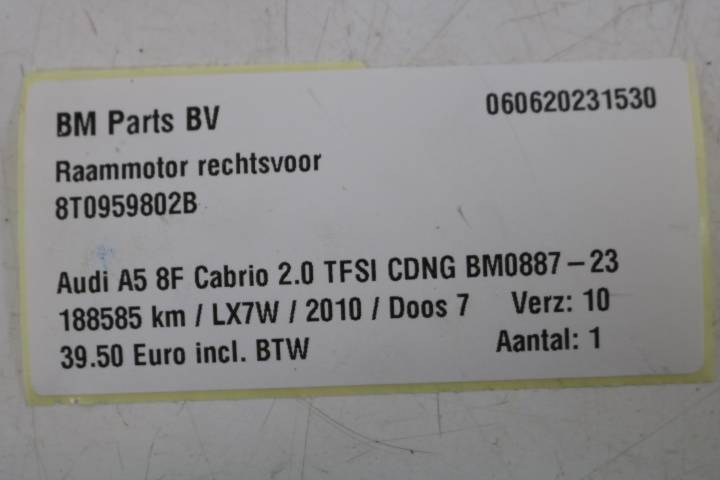 BM Parts BV 060620231530
Raammotor rechtsvoor
8T0959802B
Audi A5 8F Cabrio 2.0 TFSI CDNG BM0887-23
188585 km / LX7W / 2010 / Doos 7 Verz: 10
39.50 Euro incl. BTW Aantal: 1